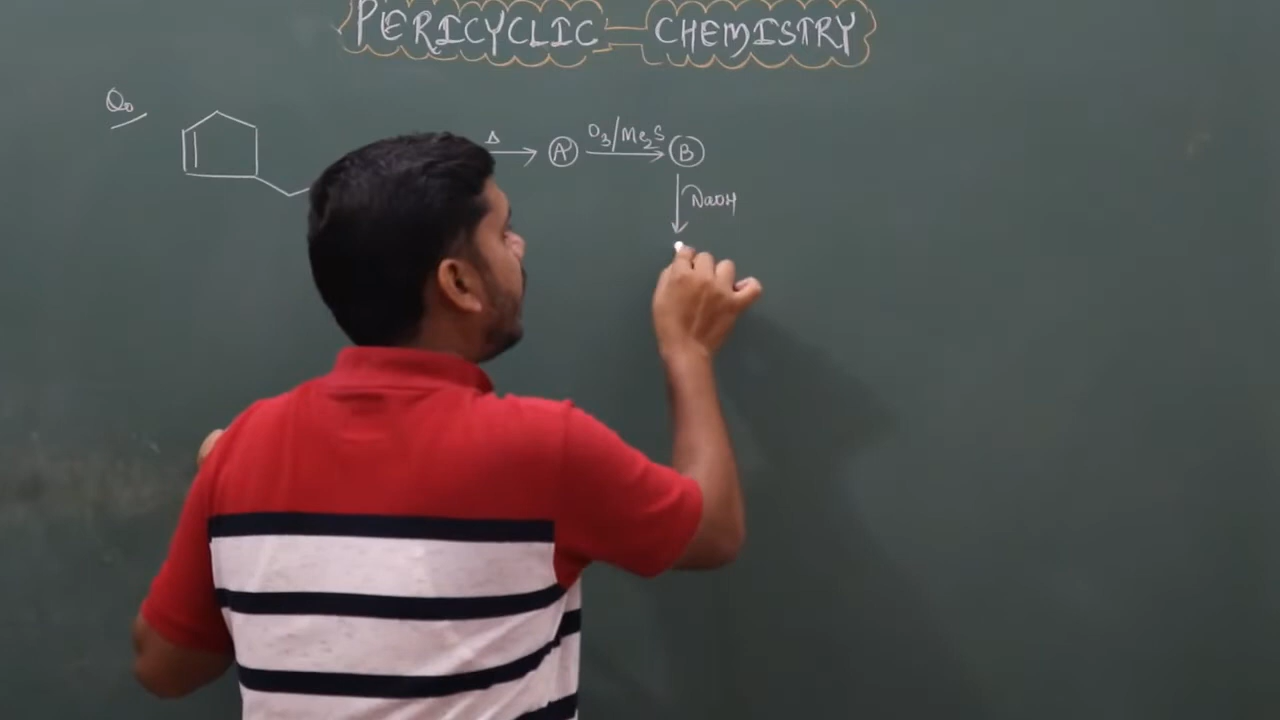 PERICYCLIC CHEMISTRY
Q.
Δ A O3/Me2S B
NaOH